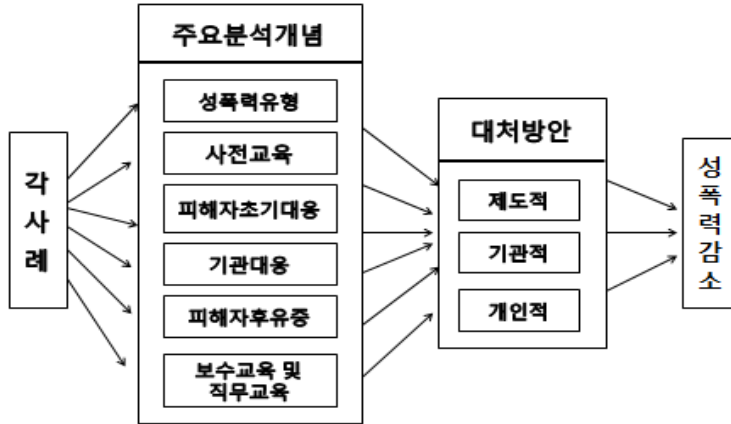 각사례
주요분석개념
성폭력유형
사전교육
피해자초기대응
기관대응
피해자후유증
보수교육 및
직무교육
대처방안
제도적
기관적
개인적
성폭력감소